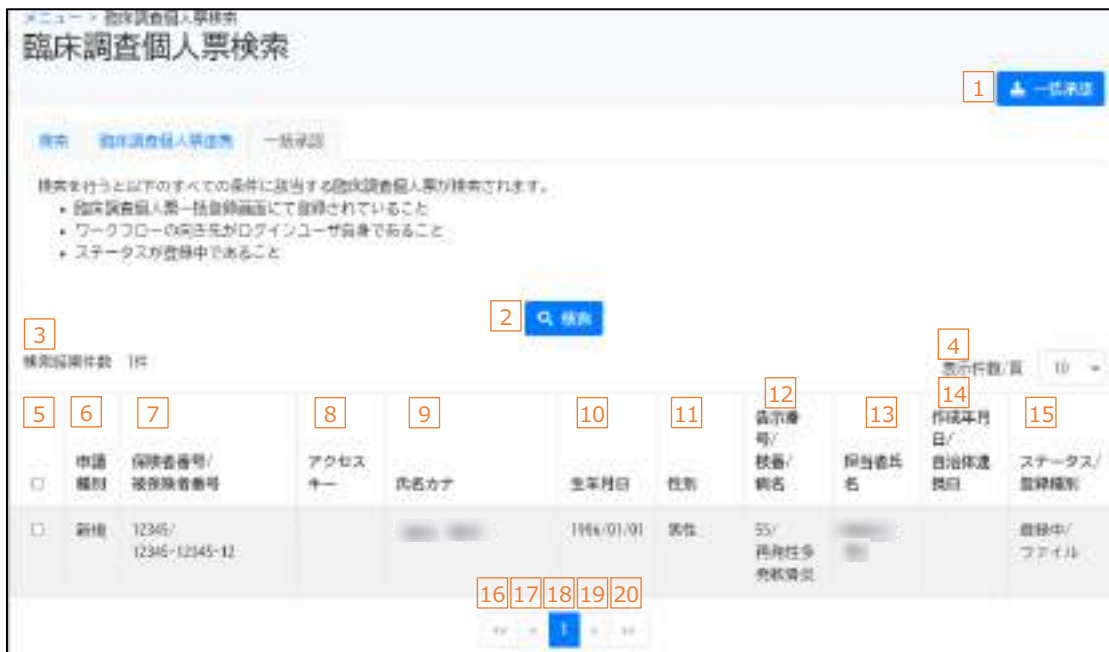 メニュー > 臨床調査個人票検索
臨床調査個人票検索
1 一括承認
検索 臨床調査個人票連携 一括承認
検索を行うと以下のすべての条件に該当する臨床調査個人票が検索されます。
• 臨床調査個人票一括登録画面にて登録されていること
• ワークフローの向き先がログインユーザ自身であること
• ステータスが登録中であること
2 検索
3
検索結果件数 1件
4
表示件数/頁 10
5 6 7 8 9 10 11 12 13 14 15
申請種別
保険者番号/
被保険者番号
アクセスキー
氏名カナ
生年月日
性別
告示番号/
枝番/
病名
担当者氏名
作成年月日/
自治体連携日
ステータス/
登録種別
新規
12345/
12345-12345-12
1986/01/01
男性
55/
再発性多発軟骨炎
登録中/
ファイル
16 17 18 19 20
<< < 1 > >>